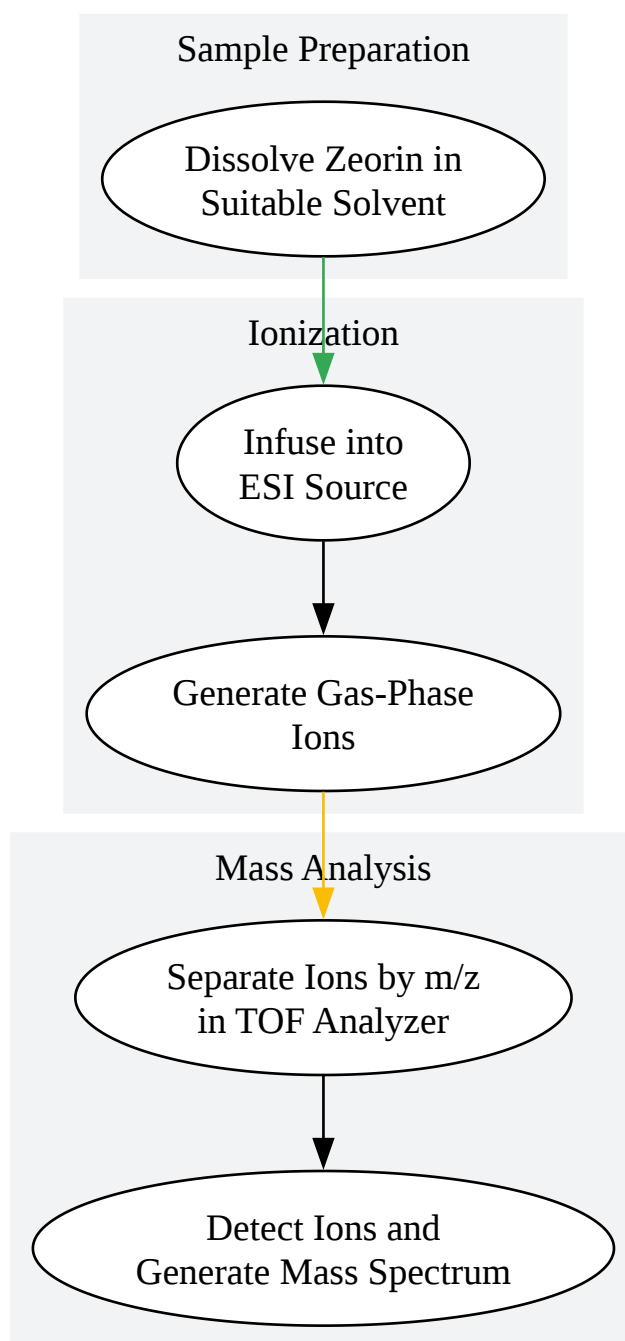 Sample Preparation
Dissolve Zeorin in
Suitable Solvent
Ionization
Infuse into
ESI Source
Generate Gas-Phase
Ions
Mass Analysis
Separate Ions by m/z
in TOF Analyzer
Detect Ions and
Generate Mass Spectrum